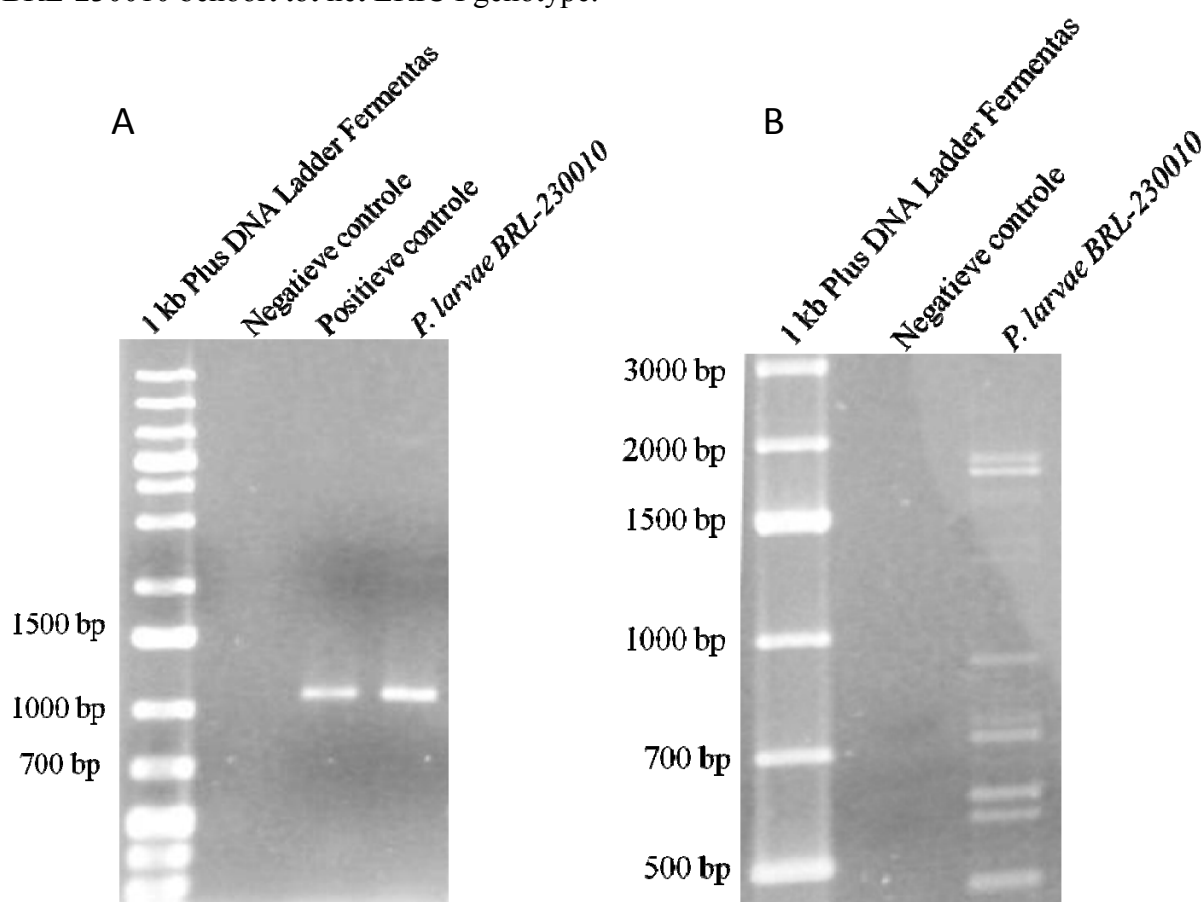 BRL-230010 behoort tot het ERIC I genotype.
A
1 kb Plus DNA Ladder Fermentas
Negatieve controle
Positieve controle
P. larvae BRL-230010
1500 bp
1000 bp
700 bp
B
1 kb Plus DNA Ladder Fermentas
Negatieve controle
P. larvae BRL-230010
3000 bp
2000 bp
1500 bp
1000 bp
700 bp
500 bp